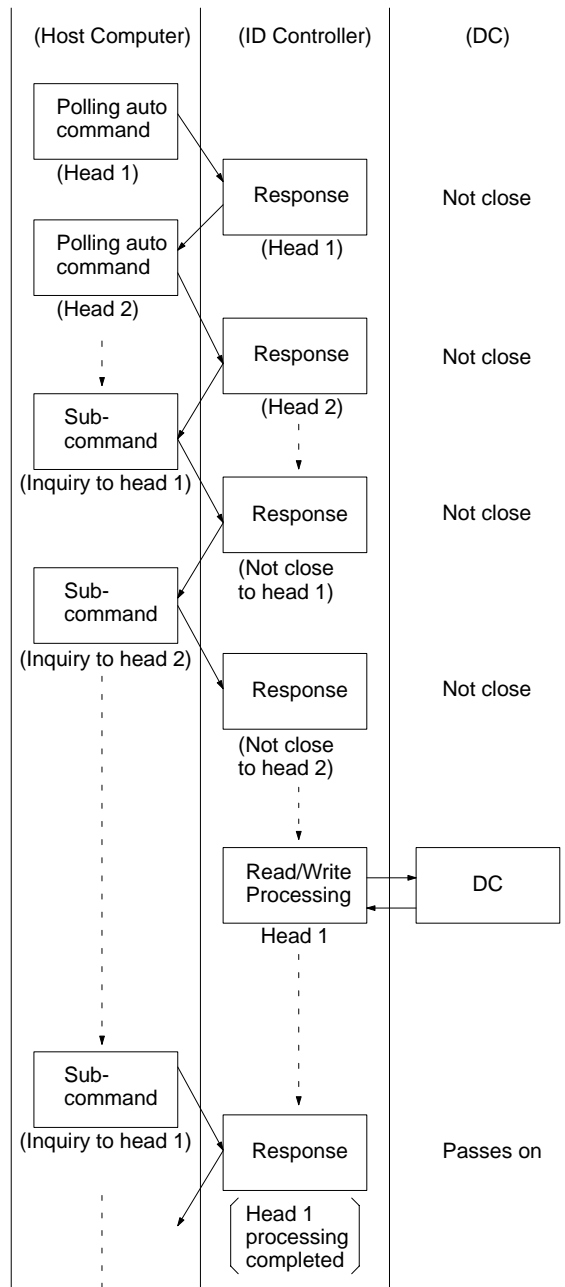 (Host Computer) (ID Controller) (DC)
Polling auto
command
(Head 1)
Response
(Head 1)
Not close
Polling auto
command
(Head 2)
Response
(Head 2)
Not close
Sub-
command
(Inquiry to head 1)
Response
(Not close
to head 1)
Not close
Sub-
command
(Inquiry to head 2)
Response
(Not close
to head 2)
Not close
Read/Write
Processing
Head 1
DC
Sub-
command
(Inquiry to head 1)
Response
Passes on
Head 1
processing
completed